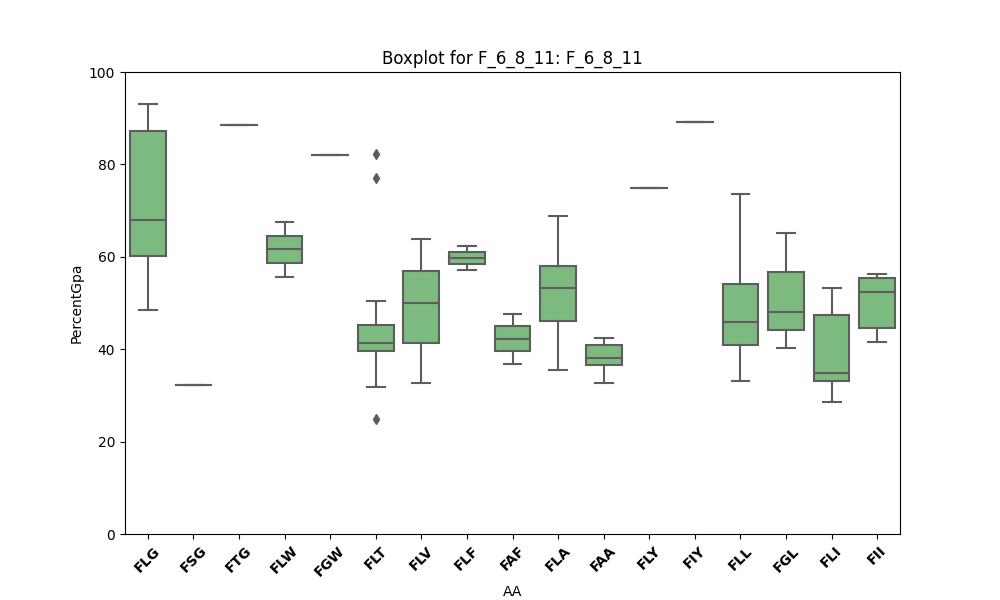 Boxplot for F_6_8_11: F_6_8_11
PercentGpa
100
80
60
40
20
0
FLG FSG FTG FLW FGW FLT FLV FLF FAF FLA FAA FLY FIY FLL FGL FLI FII
AA